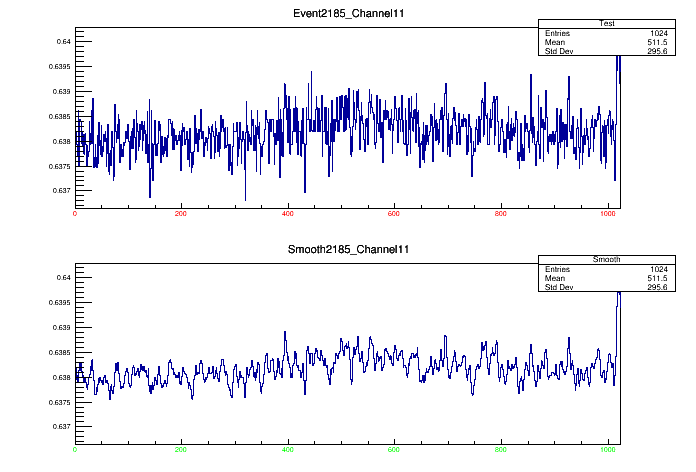 Event2185_Channel11
Test
Entries 1024
Mean 511.5
Std Dev 295.6
0.64
0.6395
0.639
0.6385
0.638
0.6375
0.637
0 200 400 600 800 1000
Smooth2185_Channel11
Smooth
Entries 1024
Mean 511.5
Std Dev 295.6
0.64
0.6395
0.639
0.6385
0.638
0.6375
0.637
0 200 400 600 800 1000